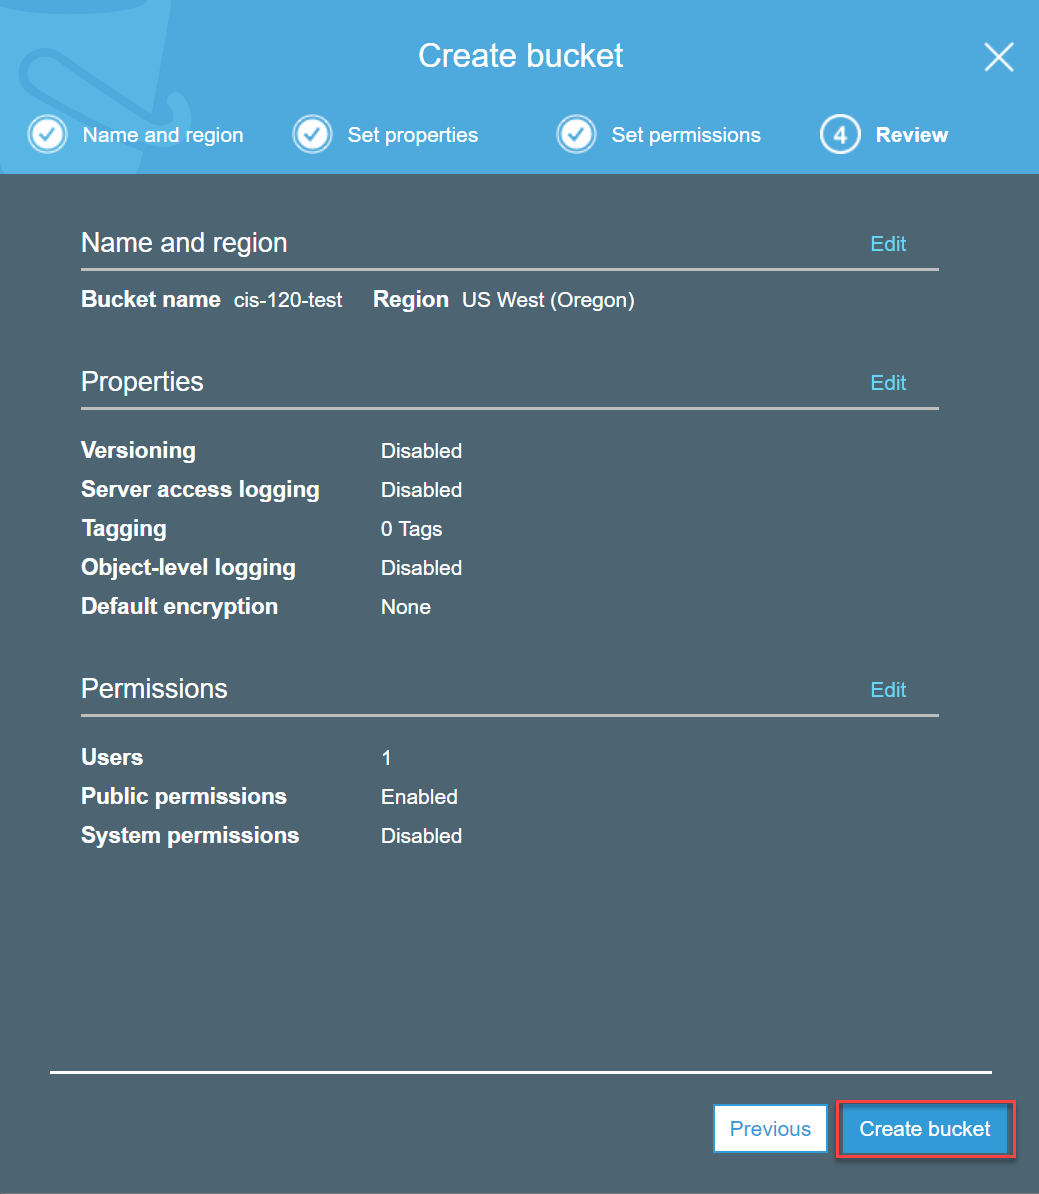 Create bucket
Name and region Set properties Set permissions 4 Review
Name and region Edit
Bucket name cis-120-test Region US West (Oregon)
Properties Edit
Versioning Disabled
Server access logging Disabled
Tagging 0 Tags
Object-level logging Disabled
Default encryption None
Permissions Edit
Users 1
Public permissions Enabled
System permissions Disabled
Previous Create bucket